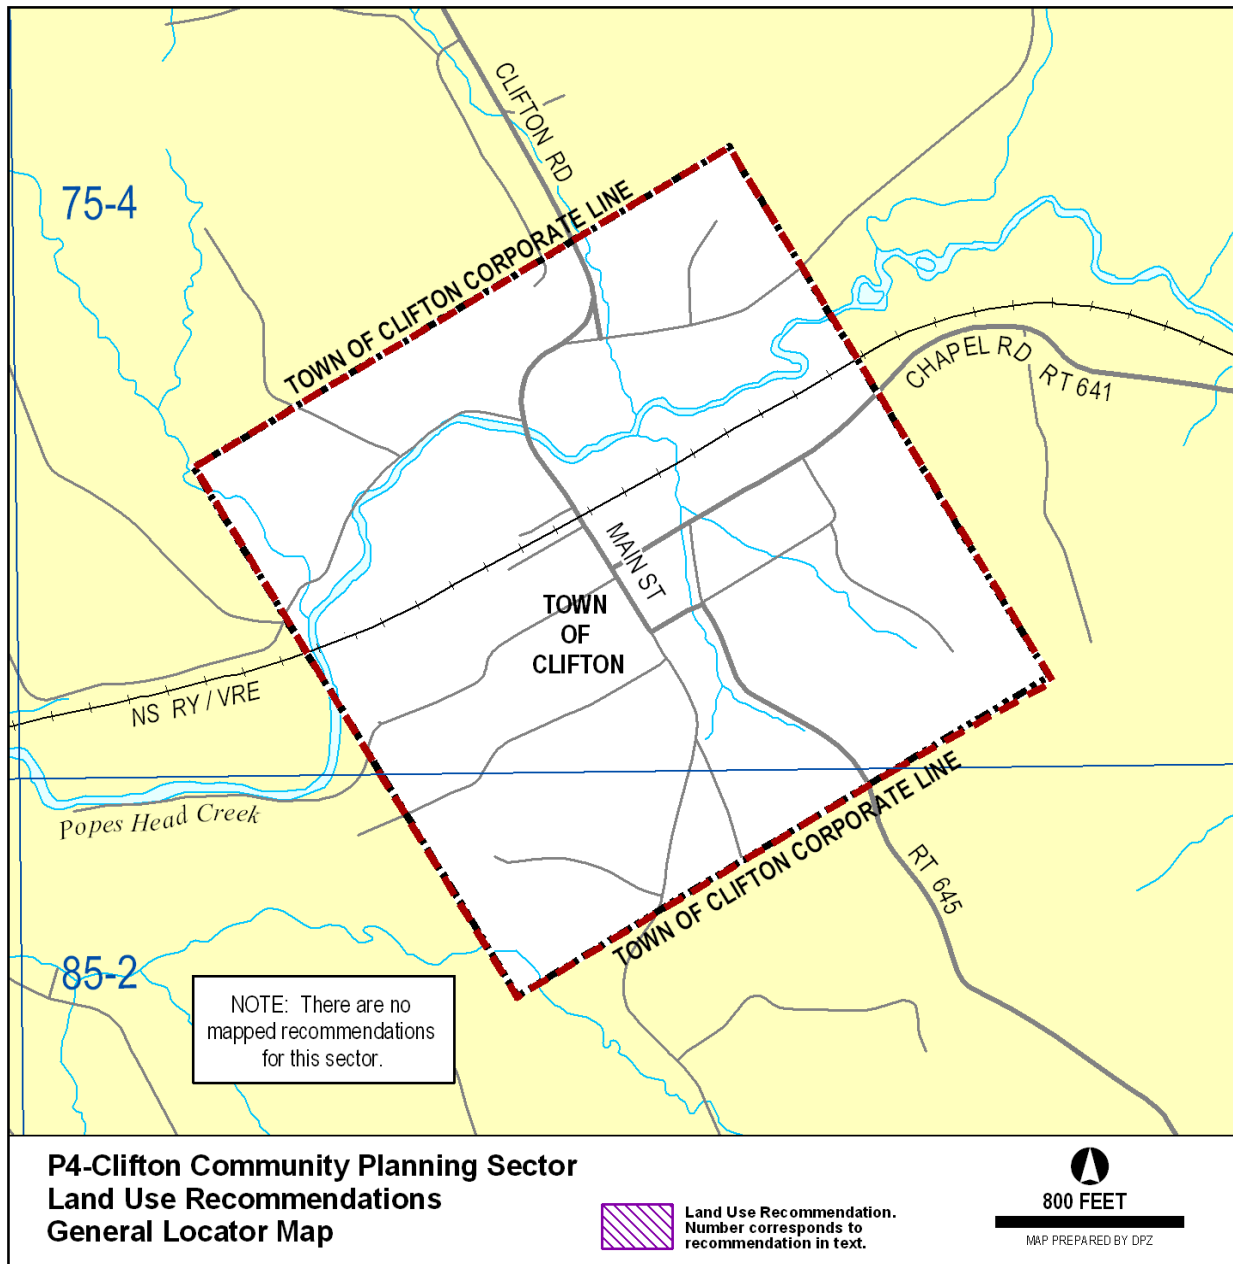 CLIFTON RD
75-4
TOWN OF CLIFTON CORPORATE LINE
CHAPEL RD
RT 641
MAIN ST
TOWN
OF
CLIFTON
NS RY / VRE
Popes Head Creek
TOWN OF CLIFTON CORPORATE LINE
RT 645
85-2
NOTE: There are no
mapped recommendations
for this sector.
P4-Clifton Community Planning Sector
Land Use Recommendations
General Locator Map
Land Use Recommendation.
Number corresponds to
recommendation in text.
800 FEET
MAP PREPARED BY DPZ